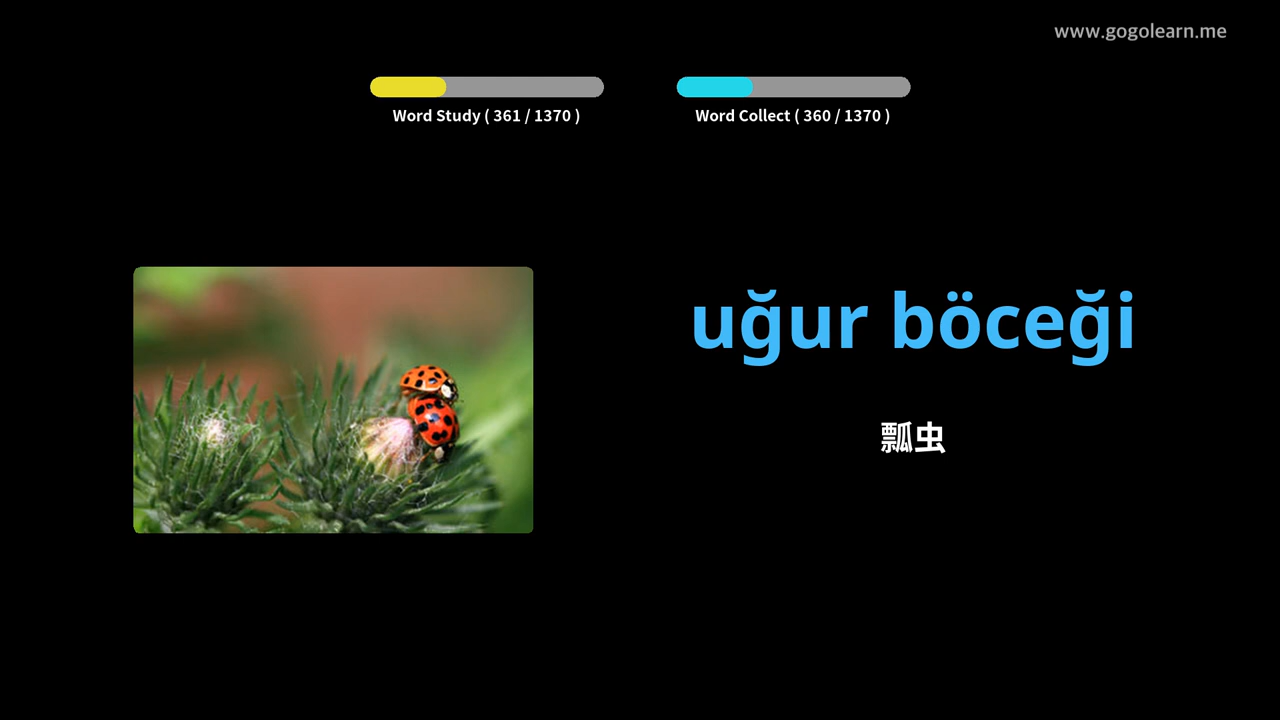 www.gogolearn.me
Word Study ( 361 / 1370 )
Word Collect ( 360 / 1370 )
uğur böceği
瓢虫